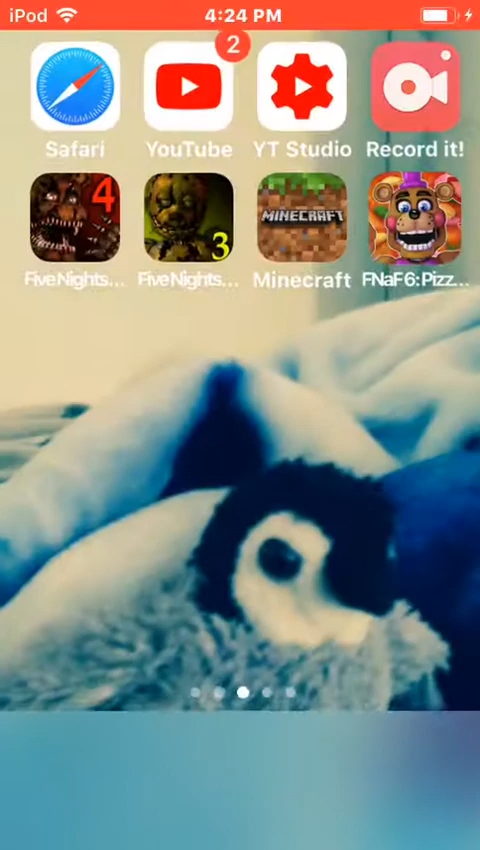 iPod 4:24 PM
2
Safari YouTube YT Studio Record it!
4 3 MINECRAFT
FiveNights... FiveNights... Minecraft FNaF6:Pizz...